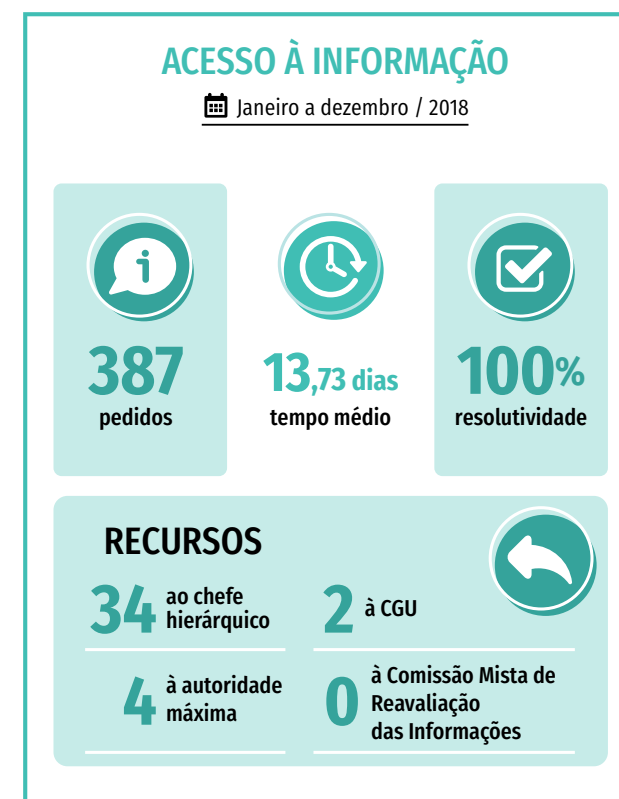 ACESSO À INFORMAÇÃO
Janeiro a dezembro / 2018
387
pedidos
13,73 dias
tempo médio
100%
resolutividade
RECURSOS
34 ao chefe
hierárquico
2 à CGU
4 à autoridade
máxima
0 à Comissão Mista de
Reavaliação
das Informações